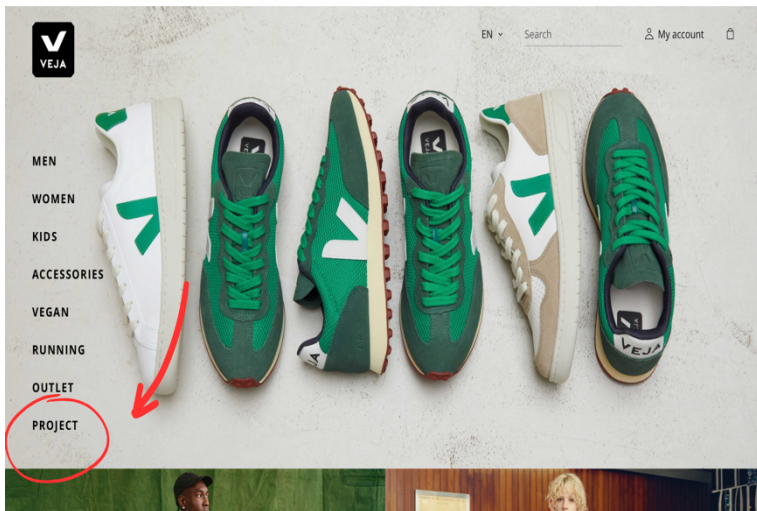 VEJA
EN
Search
My account
MEN
WOMEN
KIDS
ACCESSORIES
VEGAN
RUNNING
OUTLET
PROJECT
VEJA